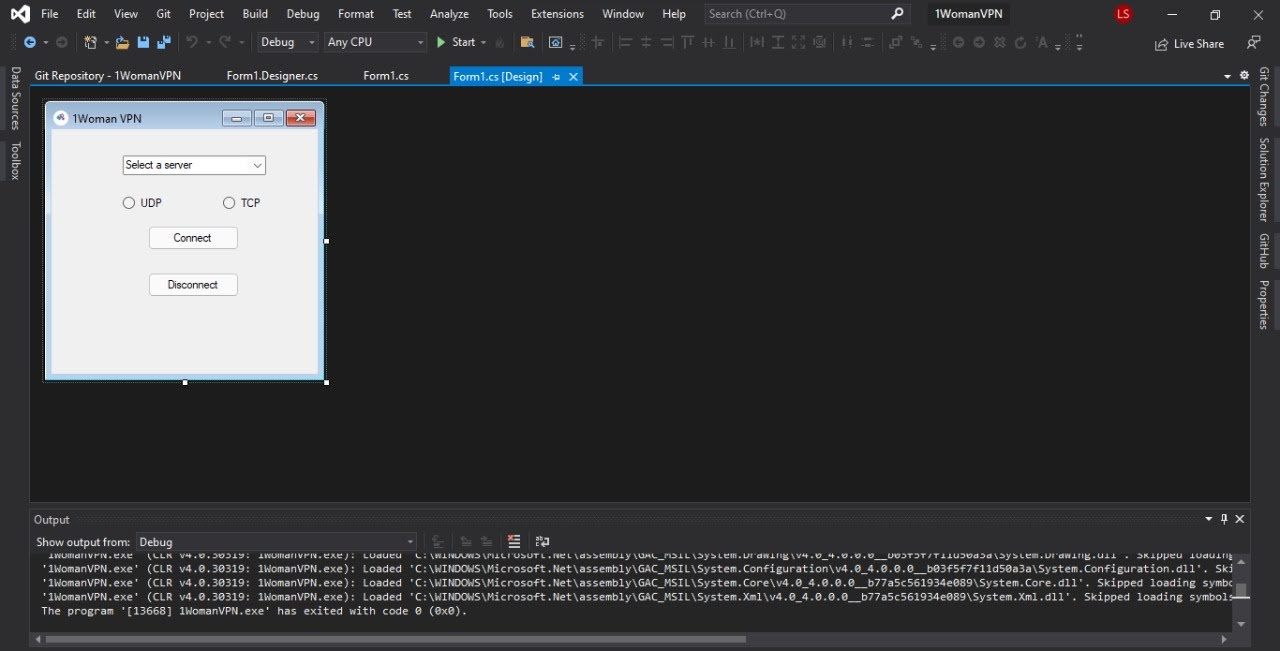 File Edit View Git Project Build Debug Format Test Analyze Tools Extensions Window Help Search (Ctrl+Q) 1WomanVPN LS
Debug Any CPU Start Live Share
Git Repository - 1WomanVPN Form1.Designer.cs Form1.cs Form1.cs [Design]
Data Sources
Toolbox
1Woman VPN
Select a server
UDP TCP
Connect
Disconnect
Git Changes
Solution Explorer
GitHub
Properties
Output
Show output from: Debug
'1WomanVPN.exe' (CLR v4.0.30319: 1WomanVPN.exe): Loaded 'C:\WINDOWS\Microsoft.Net\assembly\GAC_MSIL\System.Drawing\v4.0_4.0.0.0__b03f5f7f11d50a3a\System.Drawing.dll'. Skipped loading
'1WomanVPN.exe' (CLR v4.0.30319: 1WomanVPN.exe): Loaded 'C:\WINDOWS\Microsoft.Net\assembly\GAC_MSIL\System.Configuration\v4.0_4.0.0.0__b03f5f7f11d50a3a\System.Configuration.dll'. Ski
'1WomanVPN.exe' (CLR v4.0.30319: 1WomanVPN.exe): Loaded 'C:\WINDOWS\Microsoft.Net\assembly\GAC_MSIL\System.Core\v4.0_4.0.0.0__b77a5c561934e089\System.Core.dll'. Skipped loading symbo
'1WomanVPN.exe' (CLR v4.0.30319: 1WomanVPN.exe): Loaded 'C:\WINDOWS\Microsoft.Net\assembly\GAC_MSIL\System.Xml\v4.0_4.0.0.0__b77a5c561934e089\System.Xml.dll'. Skipped loading symbols
The program '[13668] 1WomanVPN.exe' has exited with code 0 (0x0).